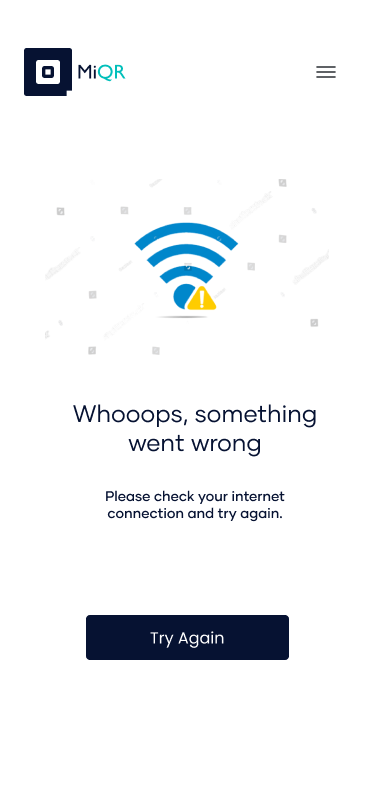 MiQR
Whooops, something
went wrong
Please check your internet
connection and try again.
Try Again